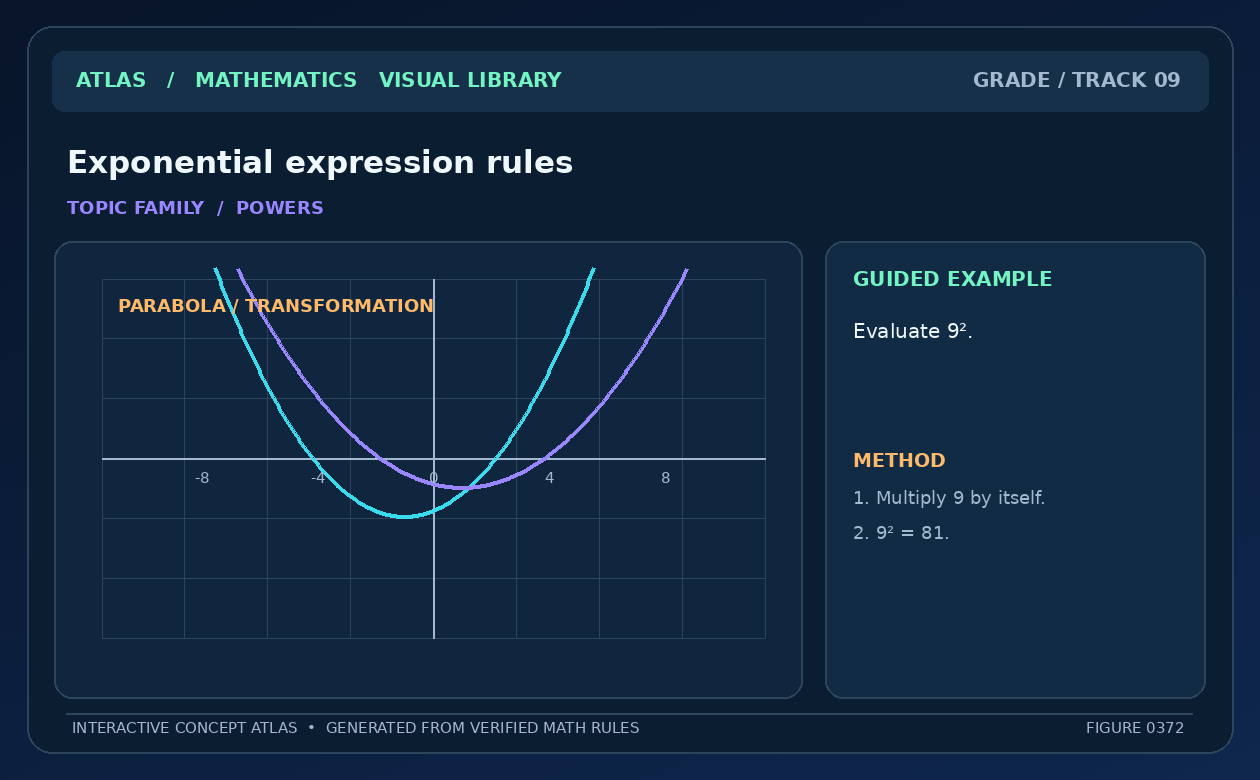 ATLAS / MATHEMATICS VISUAL LIBRARY
GRADE / TRACK 09
Exponential expression rules
TOPIC FAMILY / POWERS
PARABOLA / TRANSFORMATION
-8 -4 0 4 8
GUIDED EXAMPLE
Evaluate 9².
METHOD
1. Multiply 9 by itself.
2. 9² = 81.
INTERACTIVE CONCEPT ATLAS • GENERATED FROM VERIFIED MATH RULES
FIGURE 0372